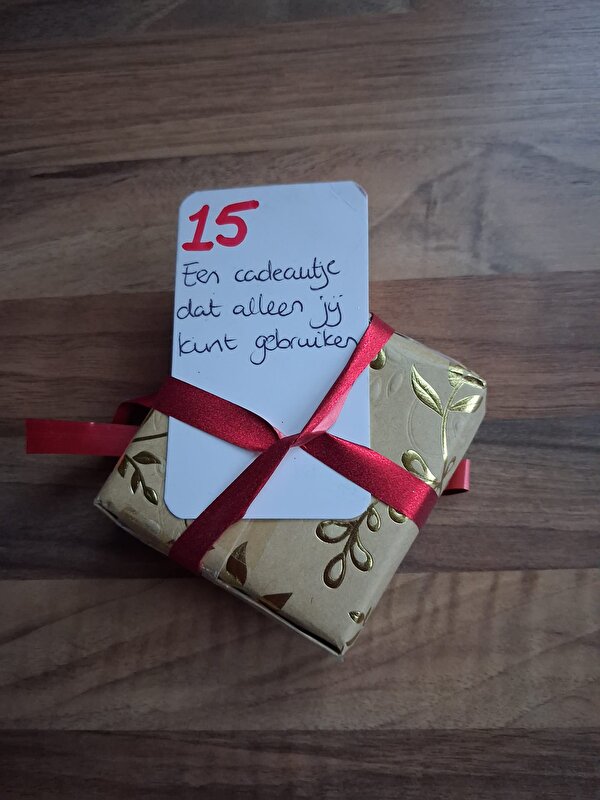 15
Een cadeautje
dat alleen jij
kunt gebruiken